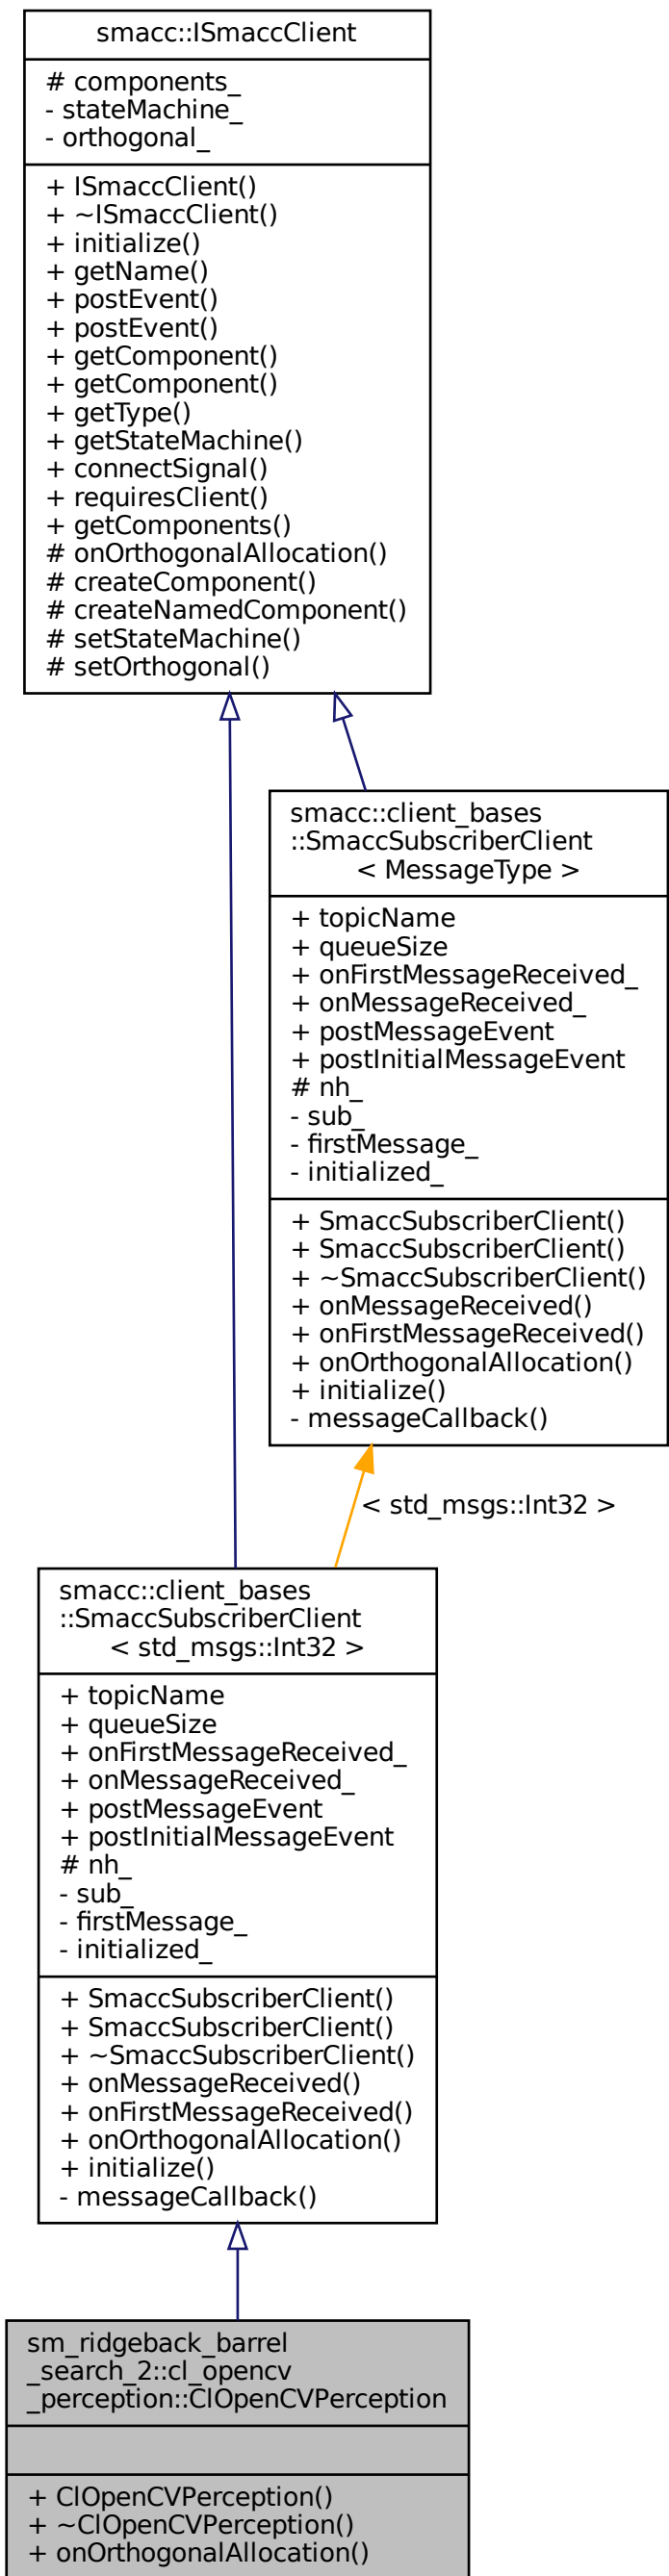 smacc::ISmaccClient
# components_
- stateMachine_
- orthogonal_
+ ISmaccClient()
+ ~ISmaccClient()
+ initialize()
+ getName()
+ postEvent()
+ postEvent()
+ getComponent()
+ getComponent()
+ getType()
+ getStateMachine()
+ connectSignal()
+ requiresClient()
+ getComponents()
# onOrthogonalAllocation()
# createComponent()
# createNamedComponent()
# setStateMachine()
# setOrthogonal()
smacc::client_bases
::SmaccSubscriberClient
< MessageType >
+ topicName
+ queueSize
+ onFirstMessageReceived_
+ onMessageReceived_
+ postMessageEvent
+ postInitialMessageEvent
# nh_
- sub_
- firstMessage_
- initialized_
+ SmaccSubscriberClient()
+ SmaccSubscriberClient()
+ ~SmaccSubscriberClient()
+ onMessageReceived()
+ onFirstMessageReceived()
+ onOrthogonalAllocation()
+ initialize()
- messageCallback()
< std_msgs::Int32 >
smacc::client_bases
::SmaccSubscriberClient
< std_msgs::Int32 >
+ topicName
+ queueSize
+ onFirstMessageReceived_
+ onMessageReceived_
+ postMessageEvent
+ postInitialMessageEvent
# nh_
- sub_
- firstMessage_
- initialized_
+ SmaccSubscriberClient()
+ SmaccSubscriberClient()
+ ~SmaccSubscriberClient()
+ onMessageReceived()
+ onFirstMessageReceived()
+ onOrthogonalAllocation()
+ initialize()
- messageCallback()
sm_ridgeback_barrel
_search_2::cl_opencv
_perception::ClOpenCVPerception
+ ClOpenCVPerception()
+ ~ClOpenCVPerception()
+ onOrthogonalAllocation()